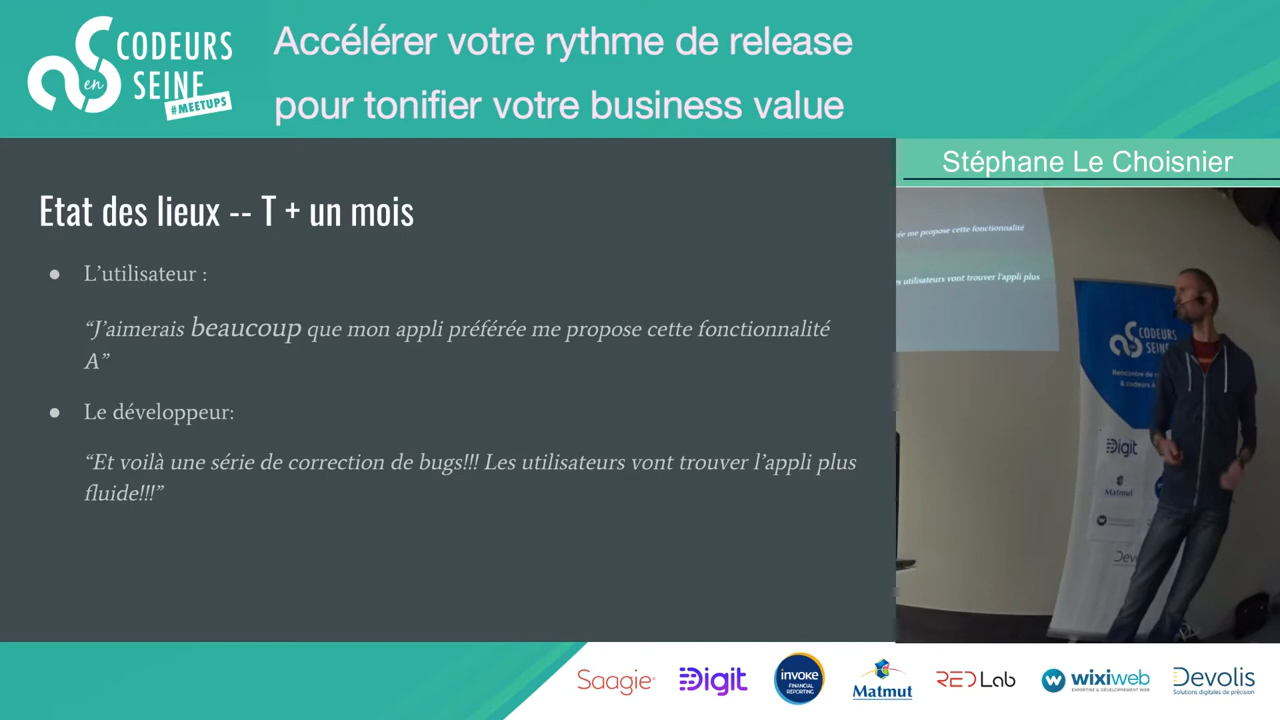 CODEURS
en
SEINE
#MEETUPS
Accélérer votre rythme de release
pour tonifier votre business value
Stéphane Le Choisnier
Etat des lieux -- T + un mois
● L’utilisateur :
“J’aimerais beaucoup que mon appli préférée me propose cette fonctionnalité
A”
● Le développeur:
“Et voilà une série de correction de bugs!!! Les utilisateurs vont trouver l’appli plus
fluide!!!”
me propose cette fonctionnalité
utilisateurs vont trouver l’appli plus
CODEURS
SEINE
Rencontre de
& codeurs à
Digit
Matmut
Saagie
Digit
invoke
FINANCIAL
REPORTING
Matmut
REDLab
wixiweb
EXPERTISE & DÉVELOPPEMENT WEB
Devolis
Solutions digitales de précision